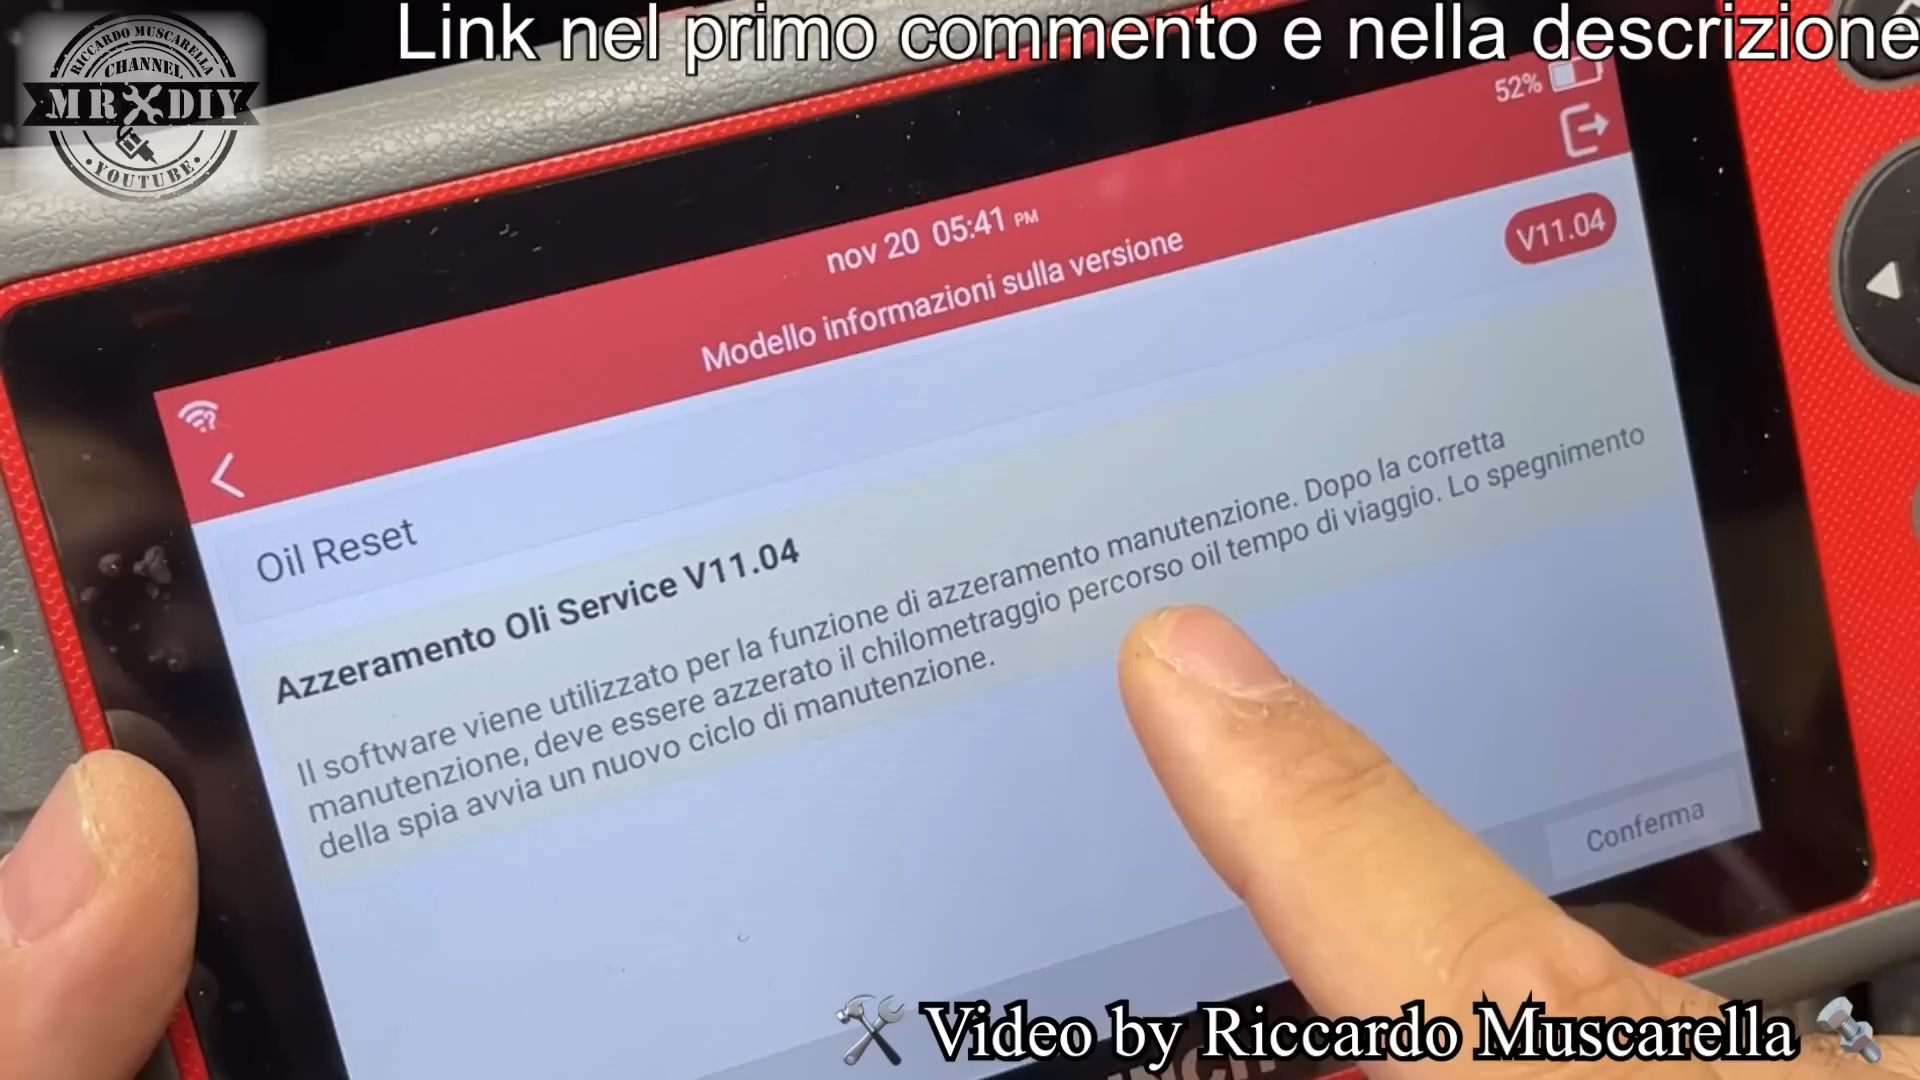 Link nel primo commento e nella descrizione
RICCARDO MUSCARELLA
CHANNEL
MR DIY
YOUTUBE
52%
nov 20 05:41 PM
Modello informazioni sulla versione
V11.04
Oil Reset
Azzeramento Oli Service V11.04
Il software viene utilizzato per la funzione di azzeramento manutenzione. Dopo la corretta
manutenzione, deve essere azzerato il chilometraggio percorso oil tempo di viaggio. Lo spegnimento
della spia avvia un nuovo ciclo di manutenzione.
Conferma
Video by Riccardo Muscarella